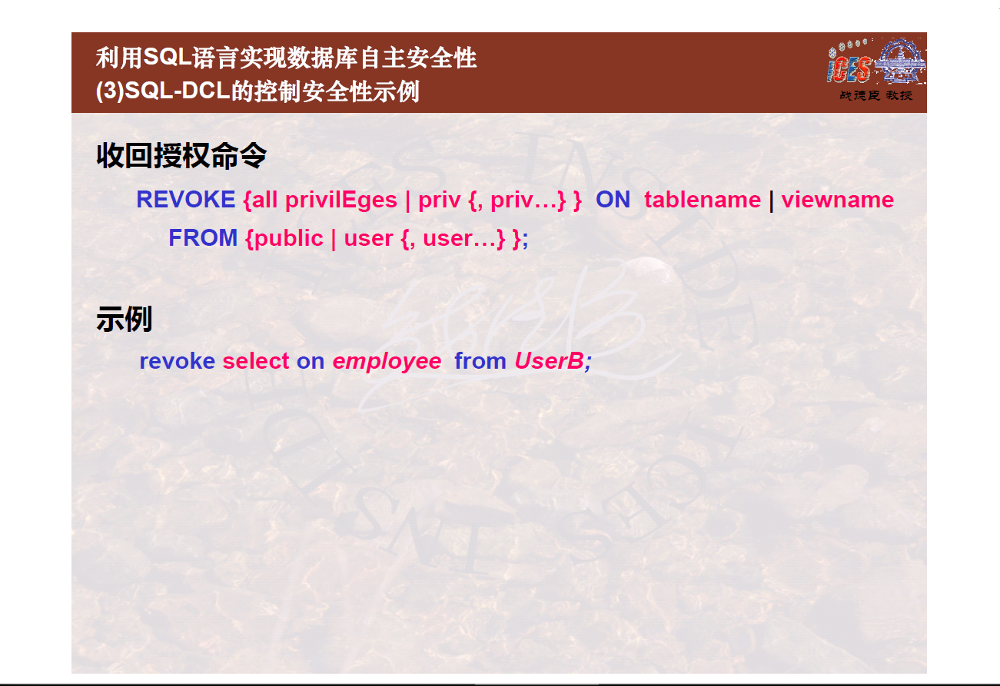 利用SQL语言实现数据库自主安全性
(3)SQL-DCL的控制安全性示例
iCES
战德臣 教授
收回授权命令
REVOKE {all privilEges | priv {, priv…} } ON tablename | viewname
FROM {public | user {, user…} };
示例
revoke select on employee from UserB;